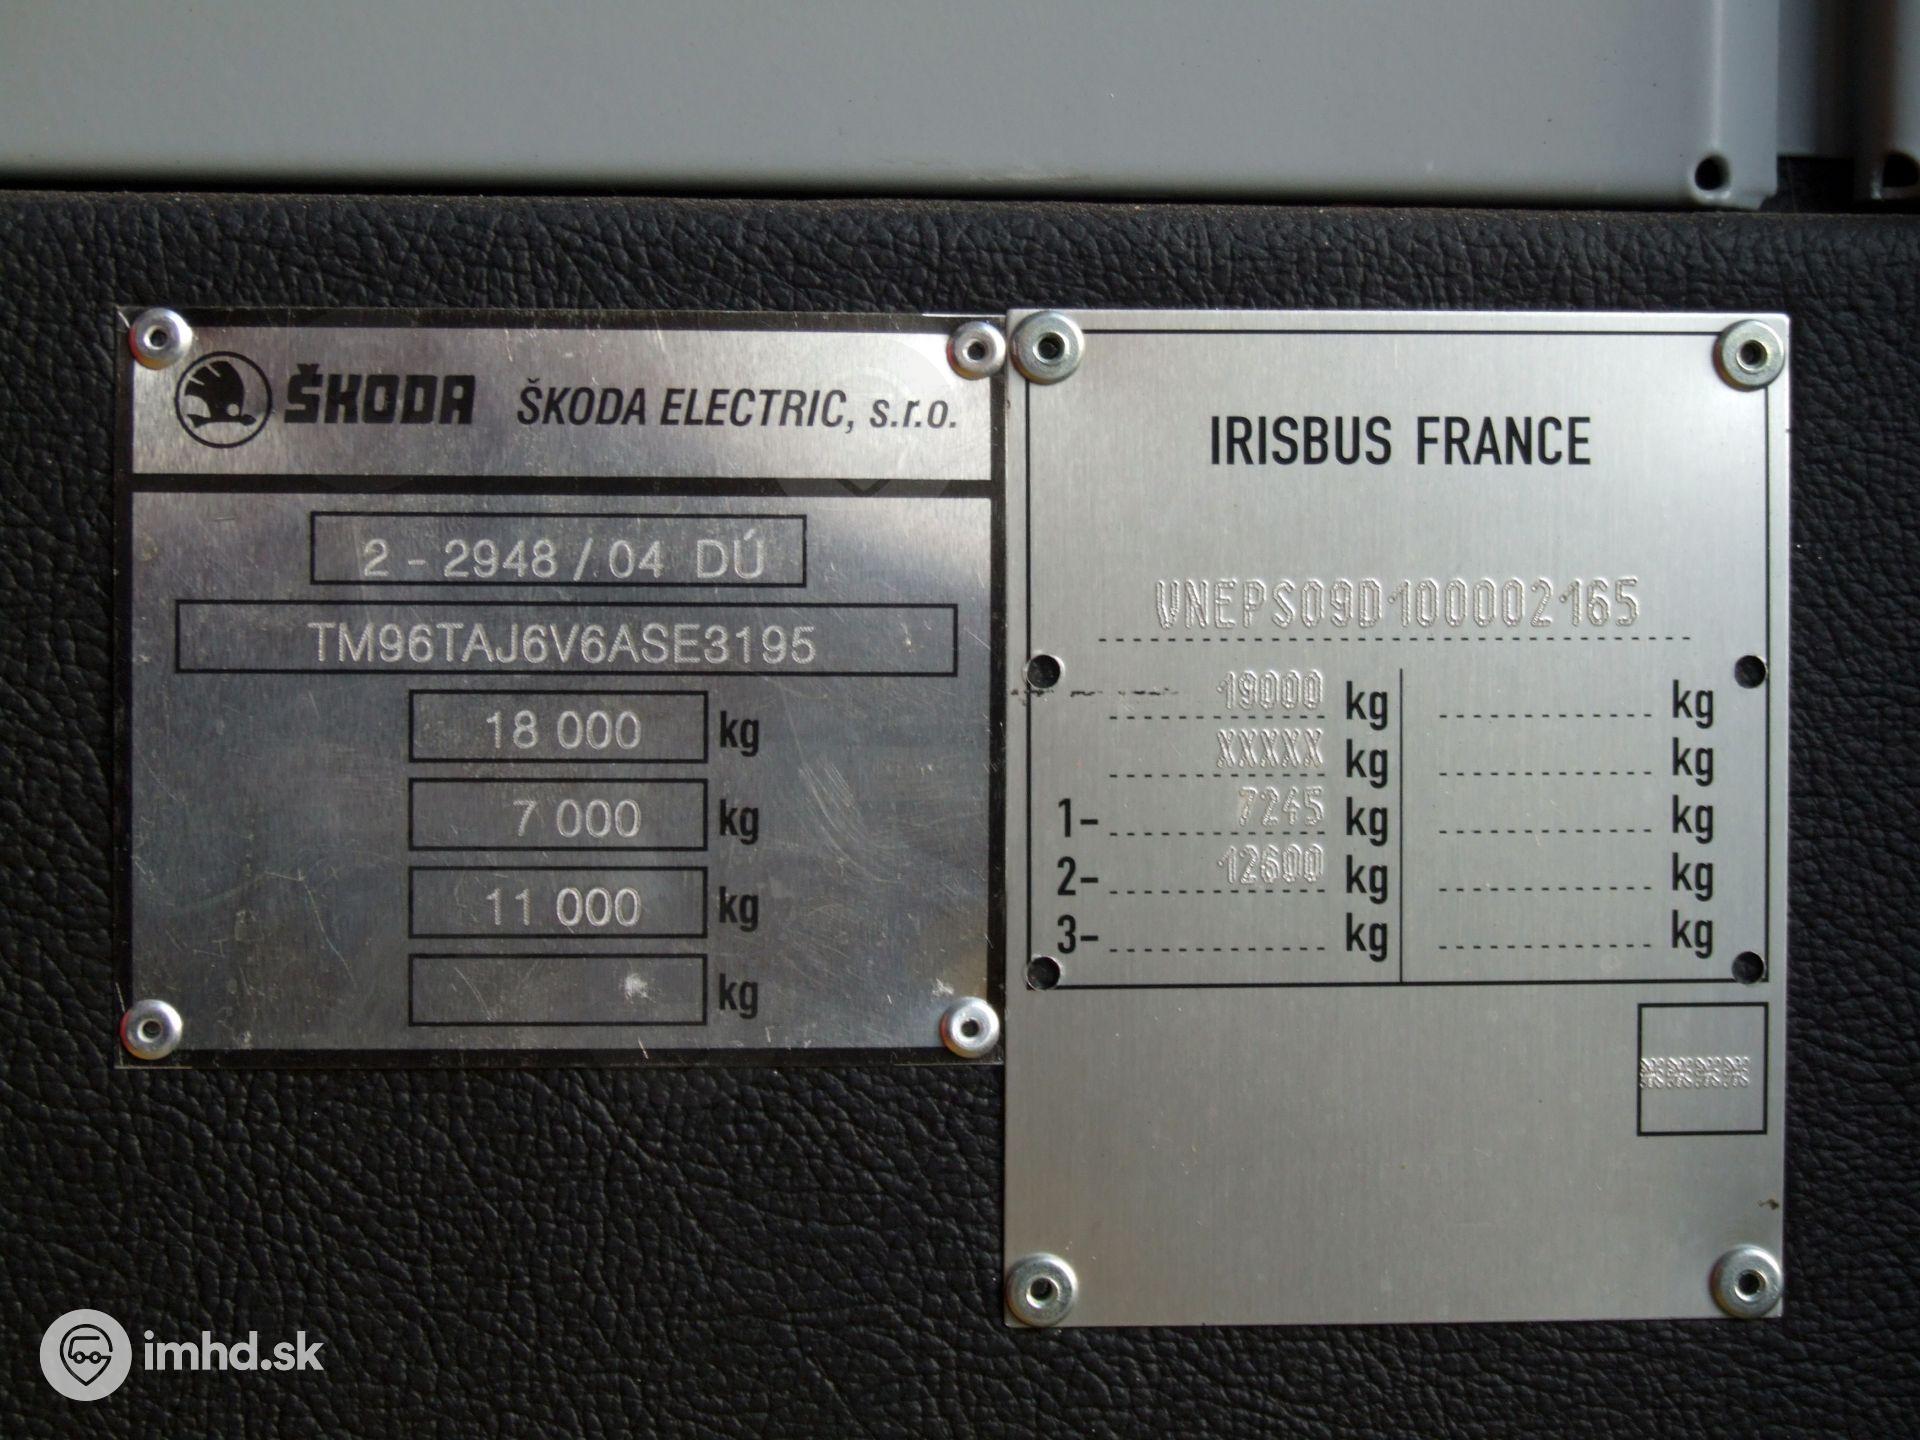 ŠKODA ŠKODA ELECTRIC, s.r.o.
2 - 2948 / 04 DÚ
TM96TAJ6V6ASE3195
18 000 kg
7 000 kg
11 000 kg
kg
IRISBUS FRANCE
VNEPS09D100002165
19000 kg kg
XXXXX kg kg
1- 7245 kg kg
2- 12600 kg kg
3- kg kg
imhd.sk